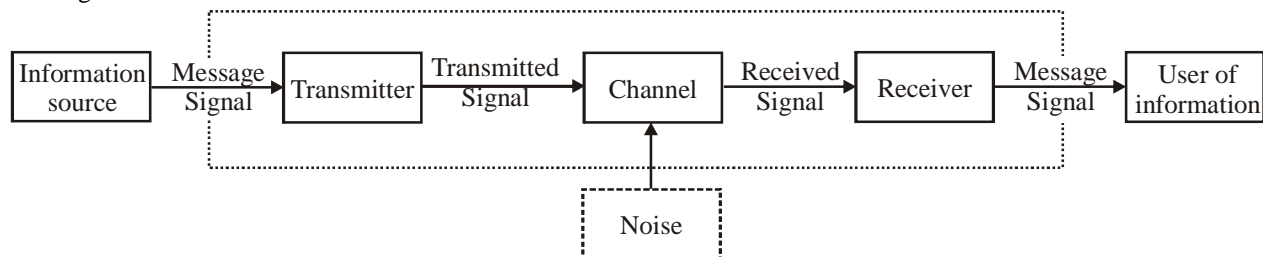 Information
source
Message
Signal
Transmitter
Transmitted
Signal
Channel
Received
Signal
Receiver
Message
Signal
User of
information
Noise